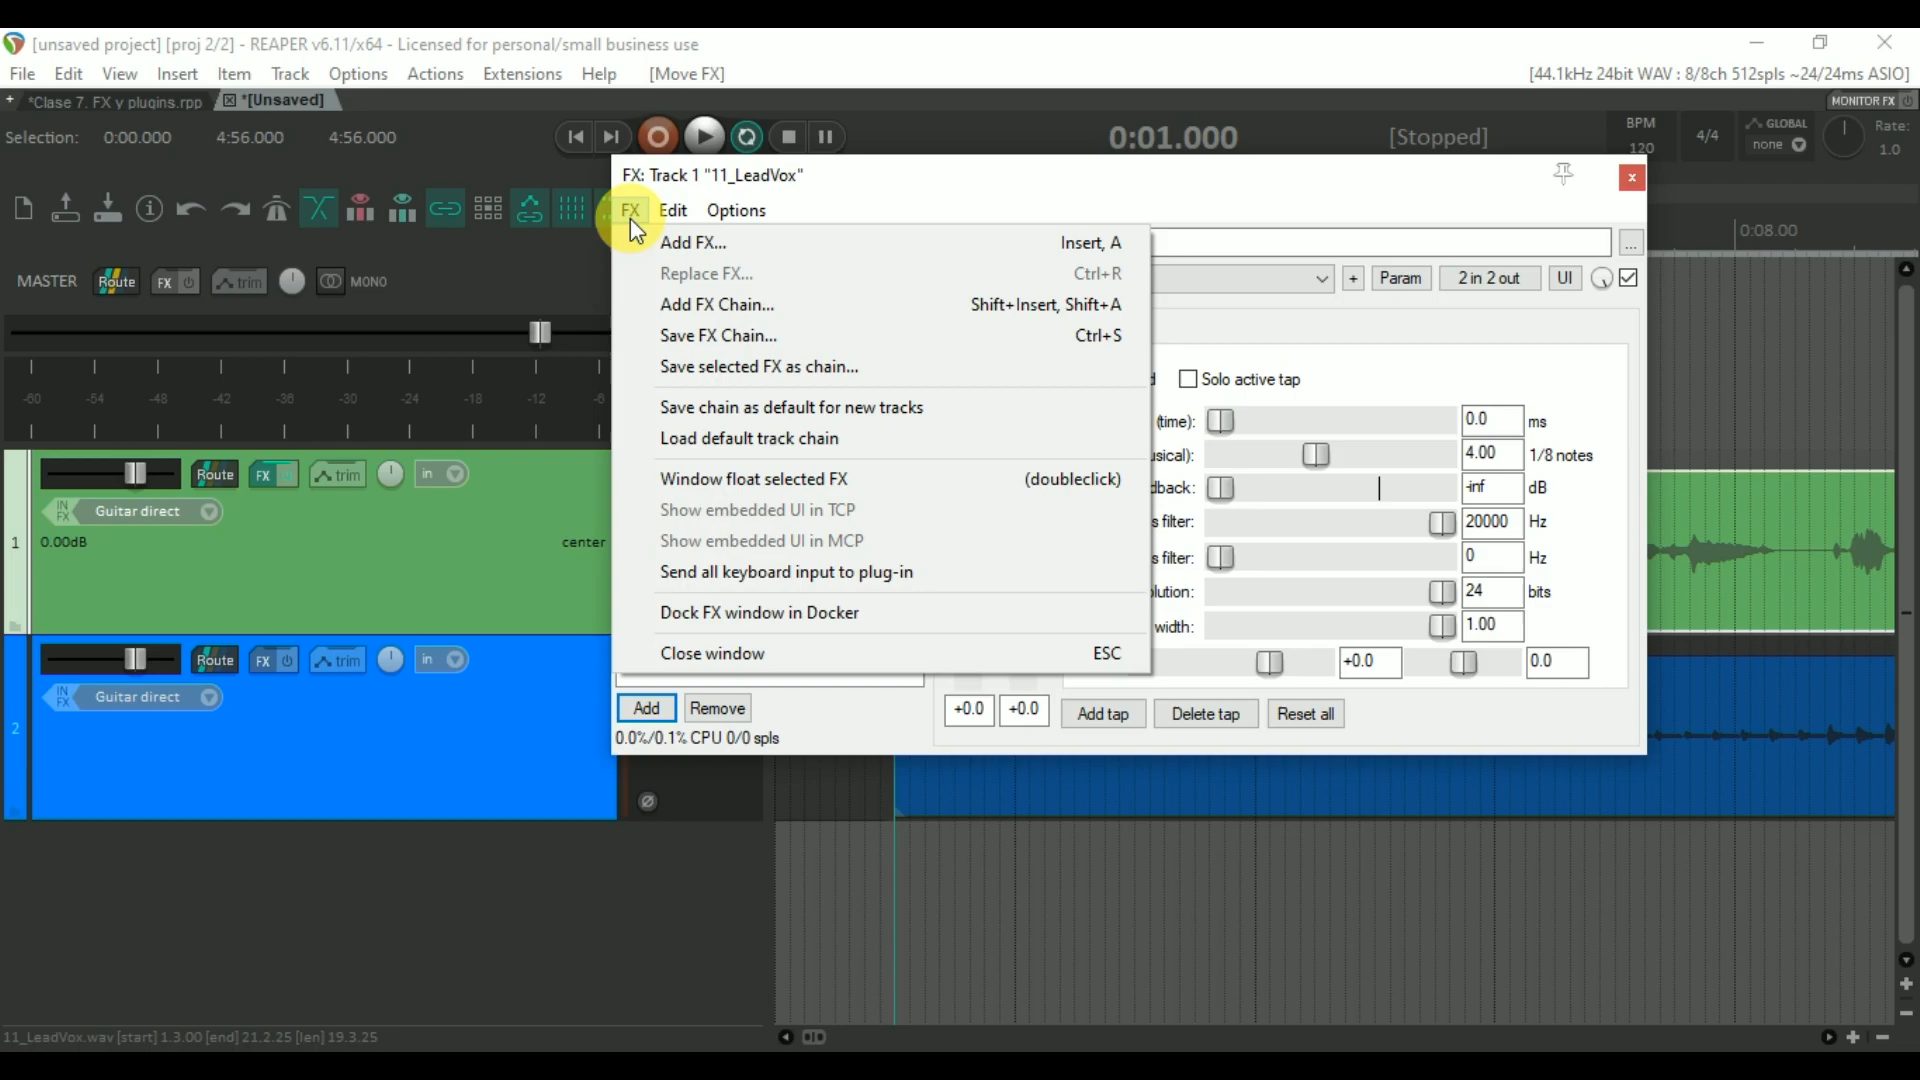 [unsaved project] [proj 2/2] - REAPER v6.11/x64 - Licensed for personal/small business use
File Edit View Insert Item Track Options Actions Extensions Help [Move FX] [44.1kHz 24bit WAV : 8/8ch 512spls ~24/24ms ASIO]
+ *Clase 7. FX y plugins.rpp *[Unsaved] MONITOR FX
Selection: 0:00.000 4:56.000 4:56.000 0:01.000 [Stopped] BPM 120 4/4 GLOBAL none Rate: 1.0
FX: Track 1 "11_LeadVox"
FX Edit Options
0:08.00
Add FX... Insert, A
Replace FX... Ctrl+R
Add FX Chain... Shift+Insert, Shift+A
Save FX Chain... Ctrl+S
Save selected FX as chain...
Save chain as default for new tracks
Load default track chain
Window float selected FX (doubleclick)
Show embedded UI in TCP
Show embedded UI in MCP
Send all keyboard input to plug-in
Dock FX window in Docker
Close window ESC
...
+ Param 2 in 2 out UI
Solo active tap
(time): 0.0 ms
4.00 1/8 notes
-inf dB
s filter: 20000 Hz
s filter: 0 Hz
24 bits
width: 1.00
+0.0 0.0
Add Remove +0.0 +0.0 Add tap Delete tap Reset all
0.0%/0.1% CPU 0/0 spls
MASTER Route FX trim MONO
-60 -54 -48 -42 -36 -30 -24 -18 -12 -6
Route FX trim in
IN FX Guitar direct
1 0.00dB center
Route FX trim in
IN FX Guitar direct
2
11_LeadVox.wav [start] 1.3.00 [end] 21.2.25 [len] 19.3.25